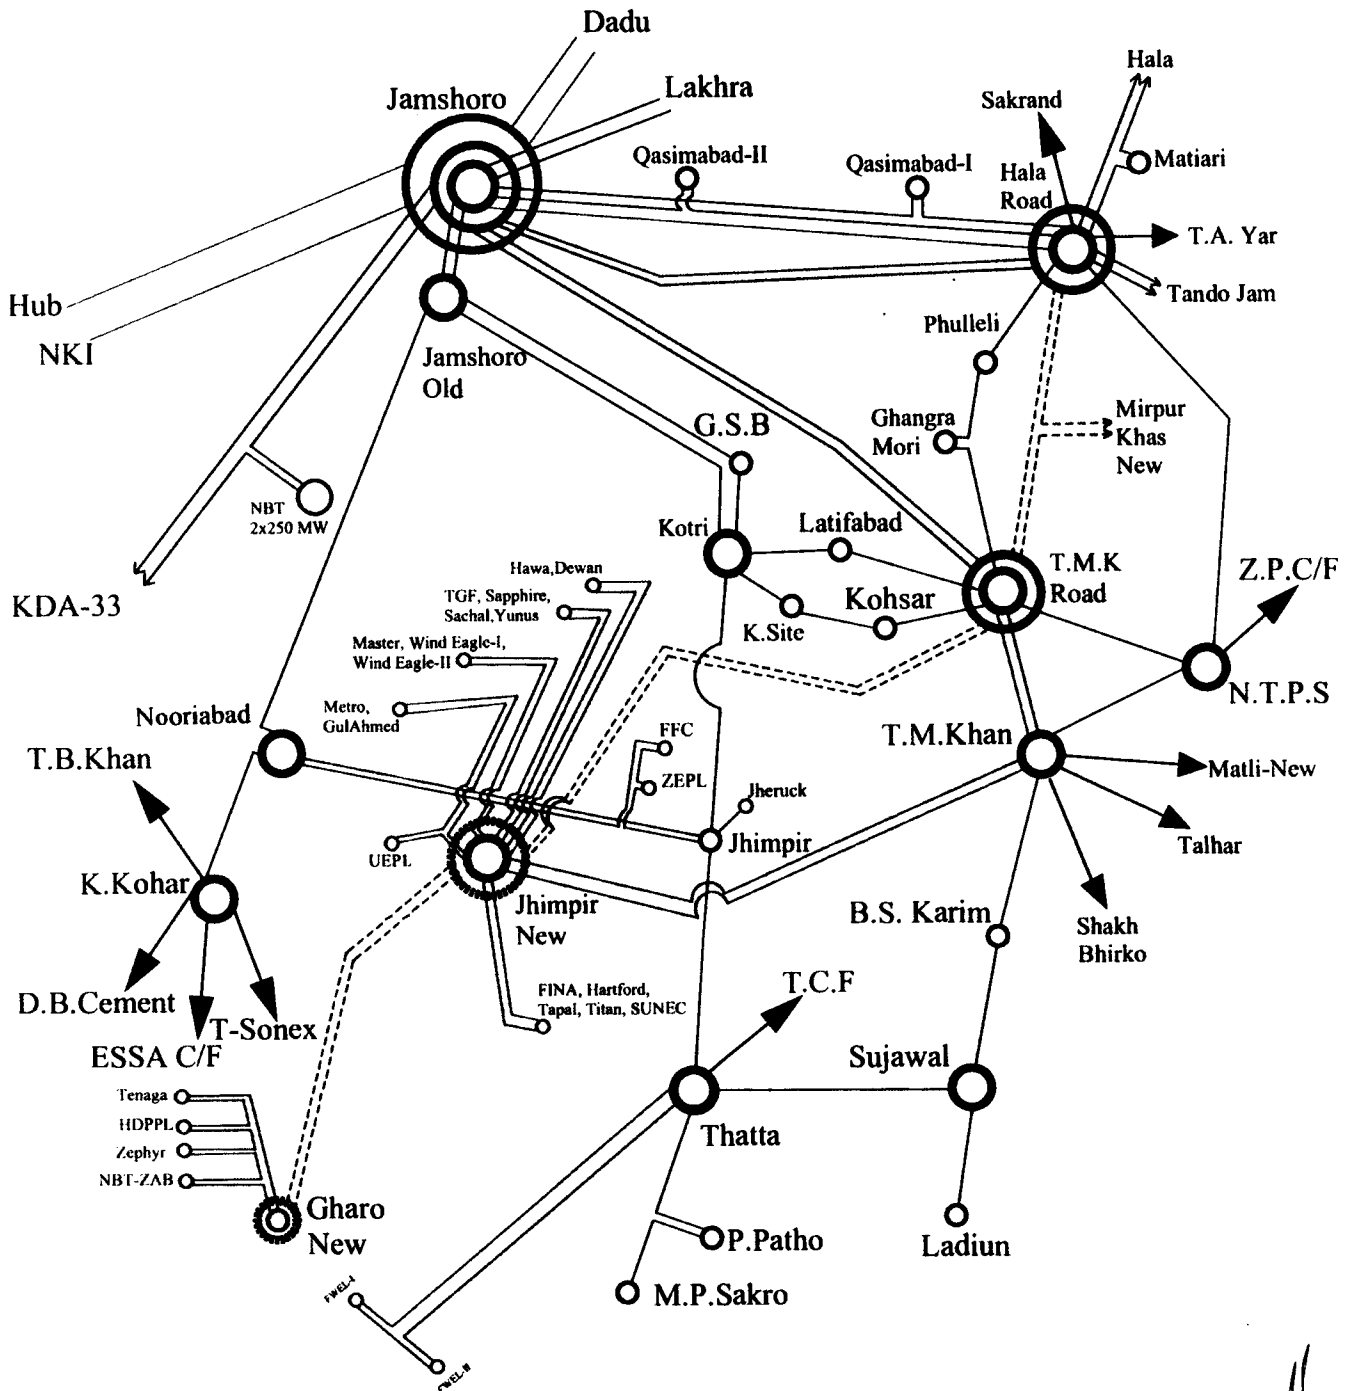 Dadu
Hala
Lakhra
Jamshoro
Sakrand
Qasimabad-II
Qasimabad-I
Matiari
Hala
Road
T.A. Yar
Tando Jam
Hub
Phulleli
NKI
Jamshoro
Old
Mirpur
Khas
New
Ghangra
Mori
G.S.B
NBT
2x250 MW
Kotri
Latifabad
T.M.K
Road
Z.P.C/F
Hawa,Dewan
KDA-33
TGF, Sapphire,
Sachal,Yunus
Kohsar
K.Site
Master, Wind Eagle-I,
Wind Eagle-II
N.T.P.S
Metro,
GulAhmed
Nooriabad
FFC
T.M.Khan
T.B.Khan
Matli-New
ZEPL
Jheruck
Jhimpir
Talhar
UEPL
K.Kohar
Jhimpir
New
B.S. Karim
Shakh
Bhirko
D.B.Cement
T-Sonex
ESSA C/F
FINA, Hartford,
Tapal, Titan, SUNEC
T.C.F
Sujawal
Tenaga
HDPPL
Zephyr
NBT-ZAB
Thatta
Gharo
New
P.Patho
Ladiun
M.P.Sakro
FWEL-I